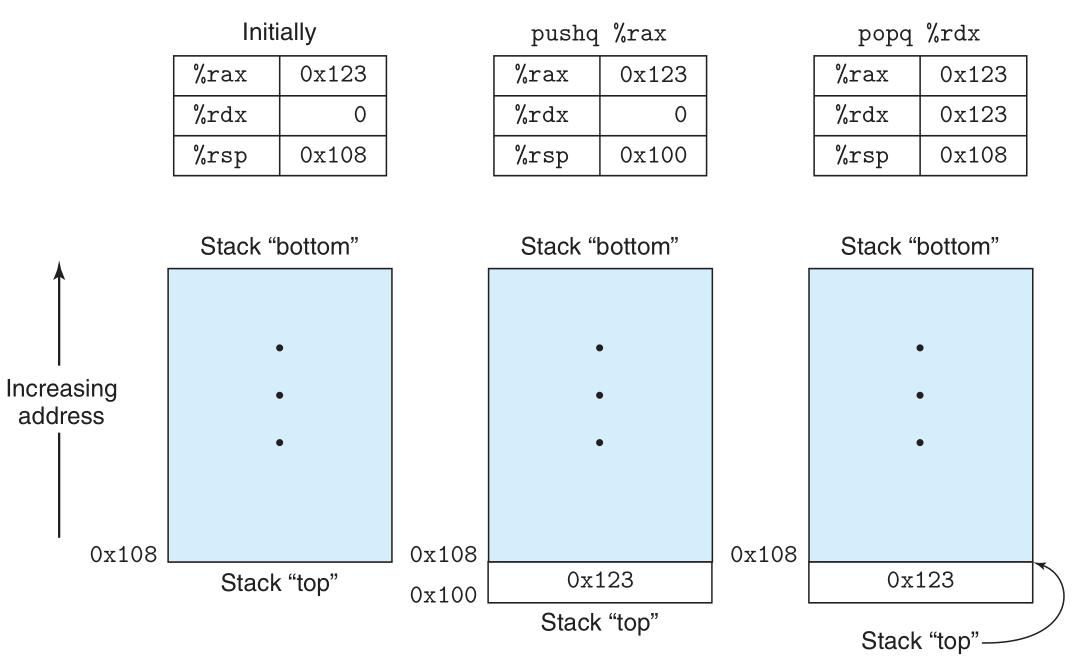 Initially
%rax 0x123
%rdx 0
%rsp 0x108
pushq %rax
%rax 0x123
%rdx 0
%rsp 0x100
popq %rdx
%rax 0x123
%rdx 0x123
%rsp 0x108
Increasing
address
Stack “bottom”
0x108
Stack “top”
Stack “bottom”
0x108
0x123
0x100
Stack “top”
Stack “bottom”
0x108
0x123
Stack “top”